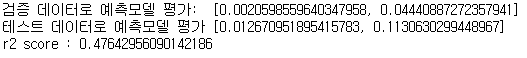 검증 데이터로 예측모델 평가:  [0.0020598559640347958, 0.04440887272357941]
테스트 데이터로 예측모델 평가 [0.012670951895415783, 0.1130630299448967]
r2 score : 0.47642956090142186